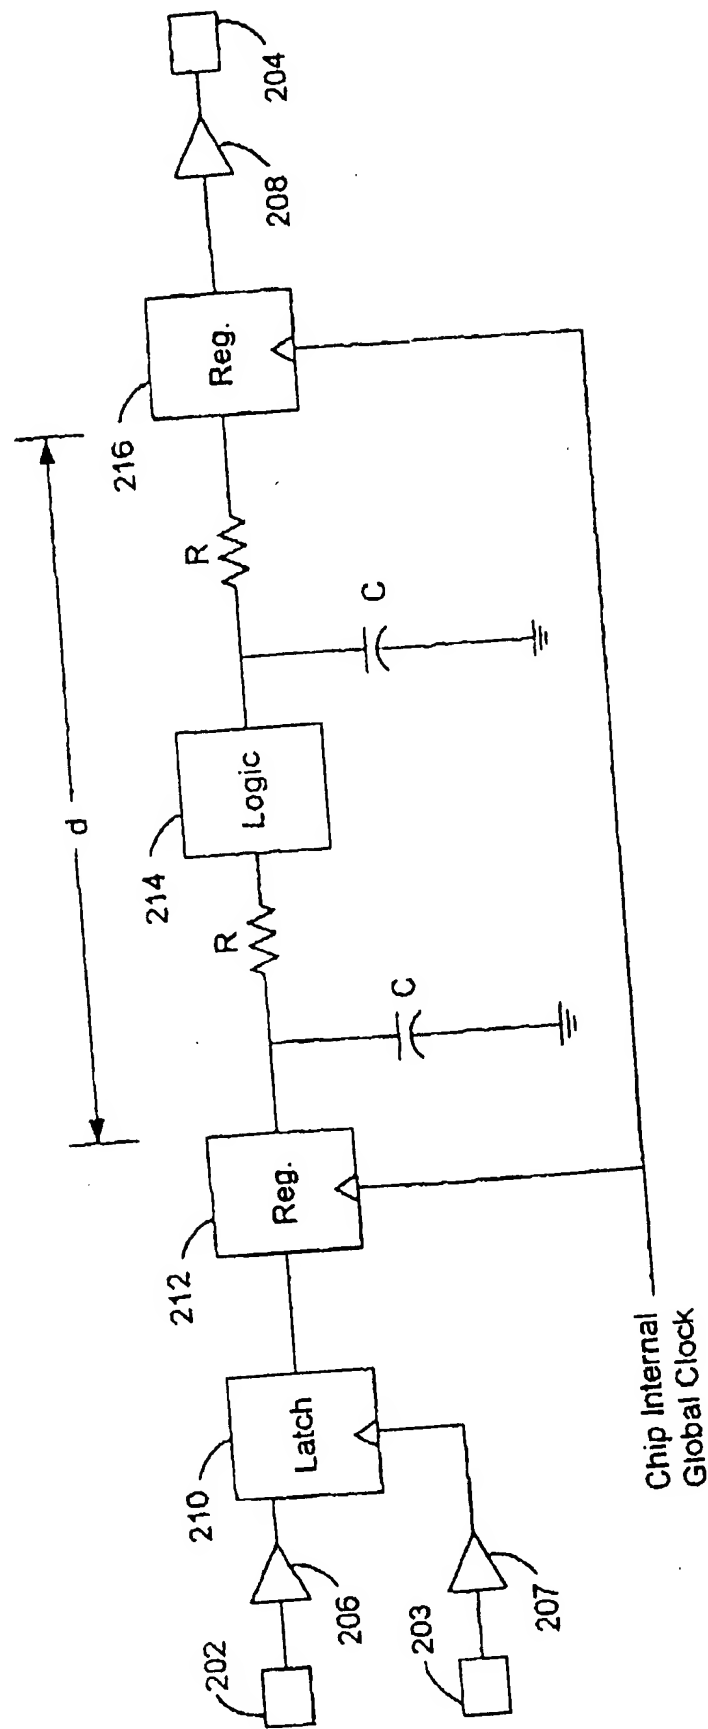 d
202
206
203
207
210
Latch
212
Reg.
C
R
214
Logic
C
R
216
Reg.
208
204
Chip Internal
Global Clock